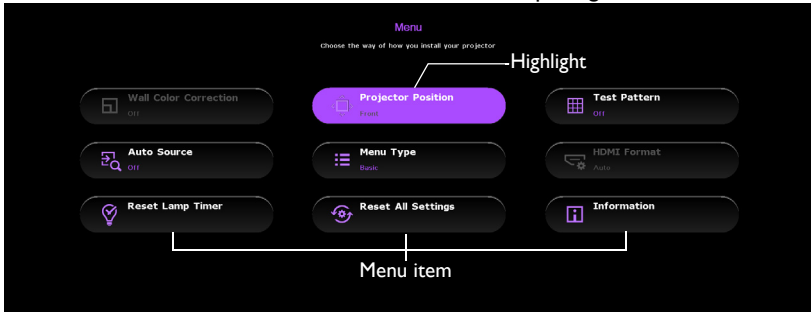 Menu
Choose the way of how you install your projector
Highlight
Wall Color Correction
Off
Projector Position
Front
Test Pattern
Off
Auto Source
Off
Menu Type
Basic
HDMI Format
Auto
Reset Lamp Timer
Reset All Settings
Information
Menu item